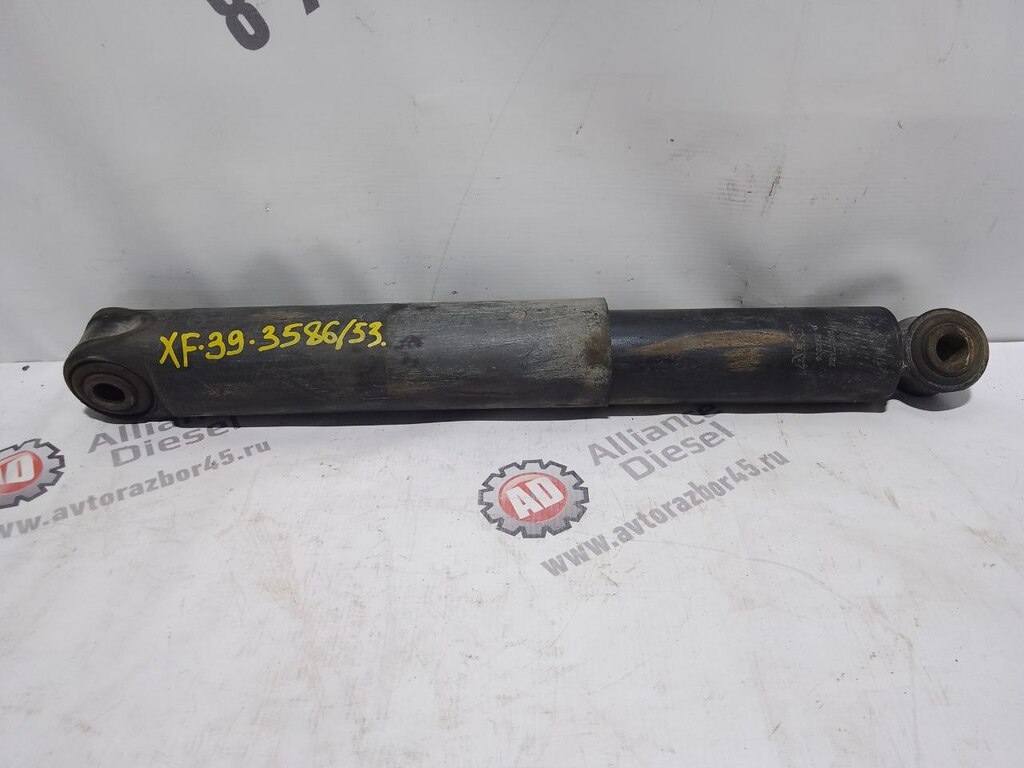 XF.39.3586/53.
Alliance
Diesel
AD
www.avtorazbor45.ru
Alliance
Diesel
AD
www.avtorazbor45.ru